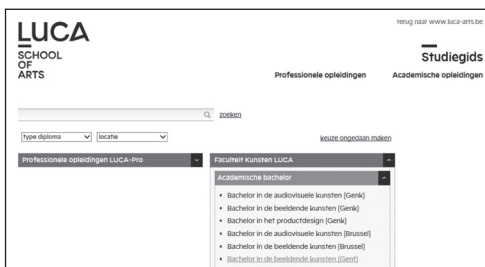 LUCA
SCHOOL
OF
ARTS
terug naar www.luca-arts.be
Studiegids
Professionele opleidingen
Academische opleidingen
zoeken
type diploma
locatie
keuze ongedaan maken
Professionele opleidingen LUCA-Pro
Faculteit Kunsten LUCA
Academische bachelor
Bachelor in de audiovisuele kunsten (Genk)
Bachelor in de beeldende kunsten (Genk)
Bachelor in het productdesign (Genk)
Bachelor in de audiovisuele kunsten (Brussel)
Bachelor in de beeldende kunsten (Brussel)
Bachelor in de beeldende kunsten (Gent)